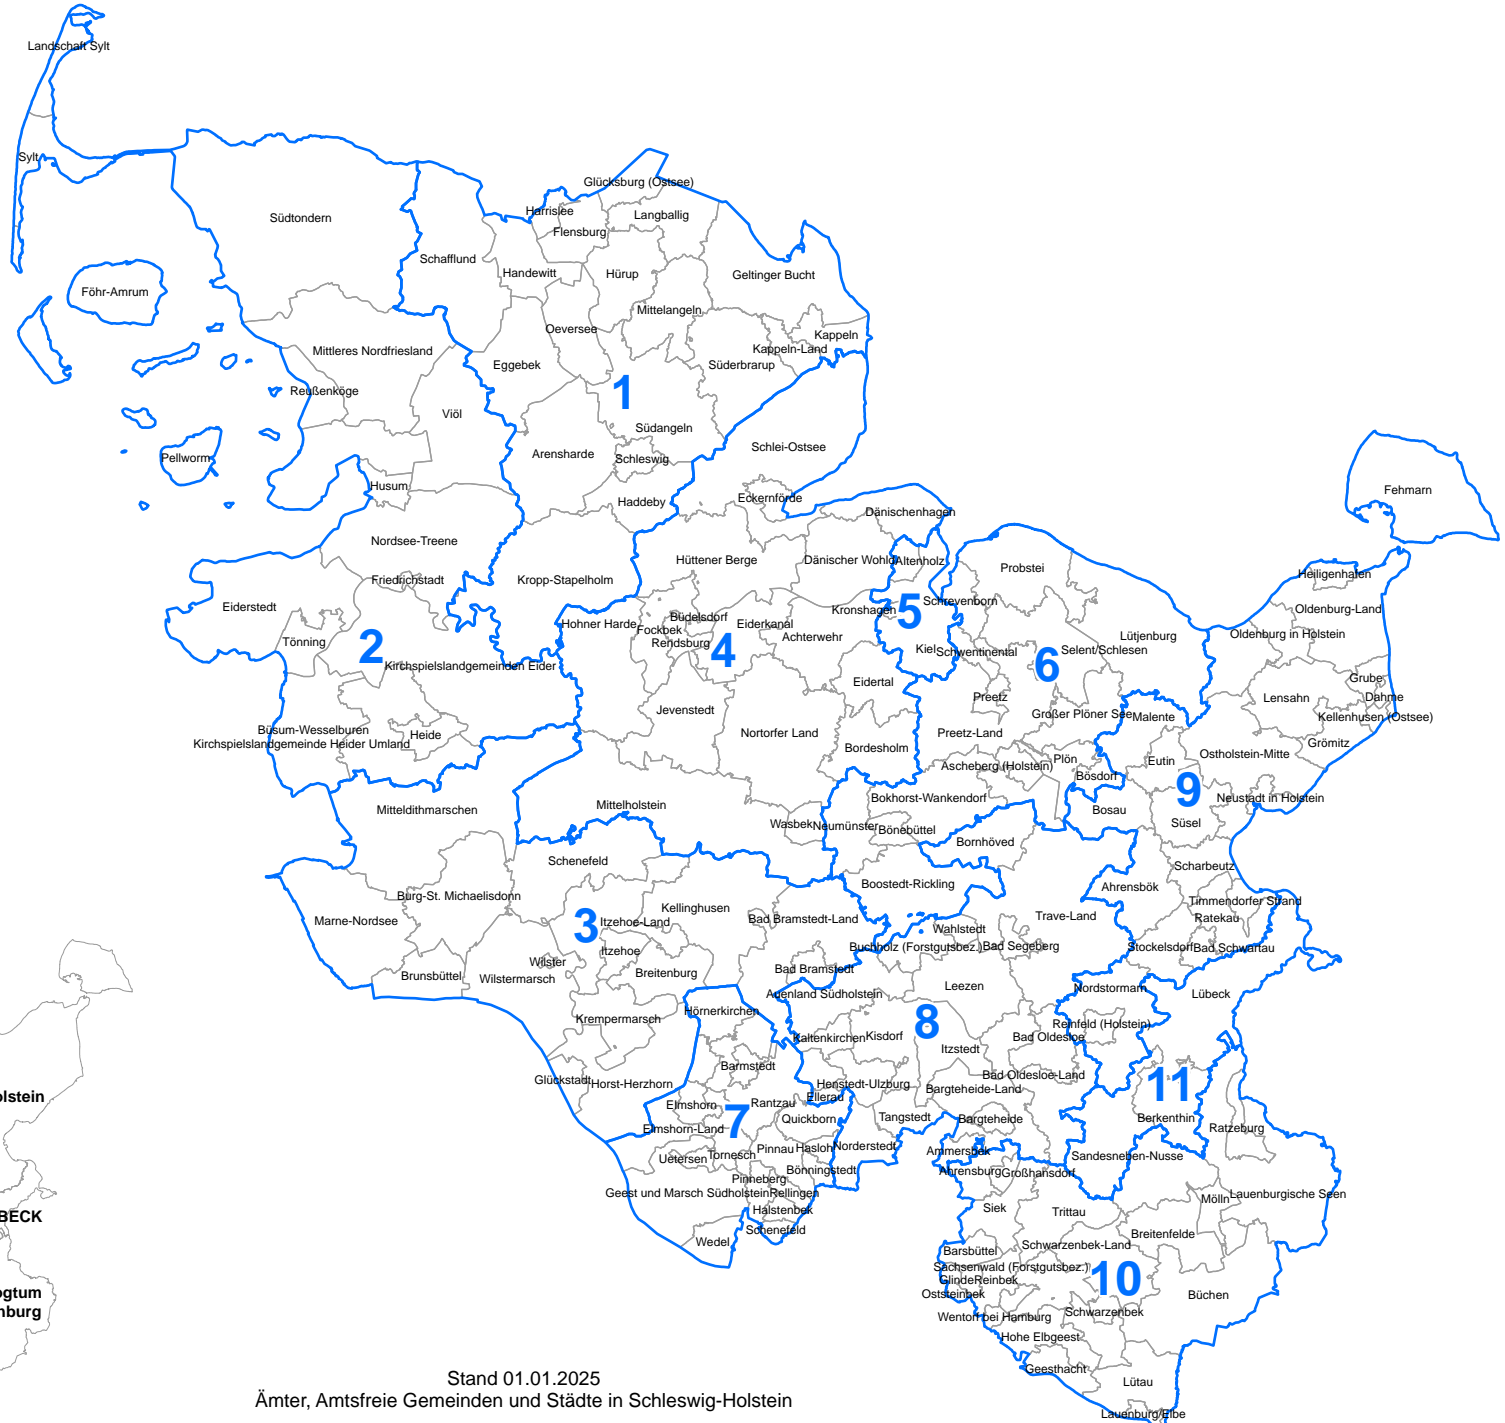 Landschaft Sylt
Sylt
Glücksburg (Ostsee)
Harrislee
Langballig
Südtondern
Flensburg
Schafflund
Handewitt
Hürup
Geltinger Bucht
Föhr-Amrum
Mittelangeln
Oeversee
Kappeln
Mittleres Nordfriesland
Kappeln-Land
Eggebek
Süderbrarup
Reußenköge
1
Viöl
Südangeln
Schlei-Ostsee
Arensharde
Pellworm
Schleswig
Husum
Fehmarn
Eckernförde
Haddeby
Dänischenhagen
Nordsee-Treene
Hüttener Berge
Dänischer Wohld
Altenholz
Probstei
Heiligenhafen
Friedrichstadt
Kropp-Stapelholm
Schrevenborn
Eiderstedt
Oldenburg-Land
Kronshagen
5
Büdelsdorf
Hohner Harde
Eiderkanal
Fockbek
Achterwehr
Oldenburg in Holstein
Lütjenburg
Tönning
2
Rendsburg
4
Kiel
Schwentinental
Selent/Schlesen
6
Kirchspielslandgemeinden Eider
Eidertal
Grube
Preetz
Lensahn
Dahme
Jevenstedt
Großer Plöner See
Malente
Kellenhusen (Ostsee)
Büsum-Wesselburen
Heide
Nortorfer Land
Preetz-Land
Kirchspielslandgemeinde Heider Umland
Bordesholm
Grömitz
Ostholstein-Mitte
Ascheberg (Holstein)
Plön
Eutin
Bösdorf
9
Bokhorst-Wankendorf
Neustadt in Holstein
Mitteldithmarschen
Mittelholstein
Bosau
Wasbek
Neumünster
Bönebüttel
Süsel
Bornhöved
Schenefeld
Scharbeutz
Boostedt-Rickling
Ahrensbök
Burg-St. Michaelisdonn
Timmendorfer Strand
Kellinghusen
Marne-Nordsee
3
Itzehoe-Land
Bad Bramstedt-Land
Trave-Land
Ratekau
Wahlstedt
Buchholz (Forstgutsbez.)
Bad Segeberg
Stockelsdorf
Bad Schwartau
Itzehoe
Wilster
Brunsbüttel
Wilstermarsch
Breitenburg
Bad Bramstedt
Leezen
Nordstormarn
Lübeck
Auenland Südholstein
Hörnerkirchen
Krempermarsch
8
Reinfeld (Holstein)
Kaltenkirchen
Kisdorf
Bad Oldesloe
Itzstedt
Barmstedt
Glückstadt
Horst-Herzhorn
Henstedt-Ulzburg
Bad Oldesloe-Land
11
Bargteheide-Land
olstein
Ellerau
Rantzau
Elmshorn
7
Quickborn
Tangstedt
Bargteheide
Berkenthin
Elmshorn-Land
Ratzeburg
Pinnau
Hasloh
Norderstedt
Ammersbek
Uetersen
Tornesch
Sandesneben-Nusse
Bönningstedt
Ahrensburg
Großhansdorf
Pinneberg
Geest und Marsch Südholstein
Rellingen
Lauenburgische Seen
Mölln
Halstenbek
Siek
Trittau
BECK
Schenefeld
Breitenfelde
Wedel
Barsbüttel
Schwarzenbek-Land
Sachsenwald (Forstgutsbez.)
10
Glinde
Reinbek
ogtum
Oststeinbek
Büchen
nburg
Wentorf bei Hamburg
Schwarzenbek
Hohe Elbgeest
Geesthacht
Stand 01.01.2025
Lütau
Ämter, Amtsfreie Gemeinden und Städte in Schleswig-Holstein
Lauenburg/Elbe